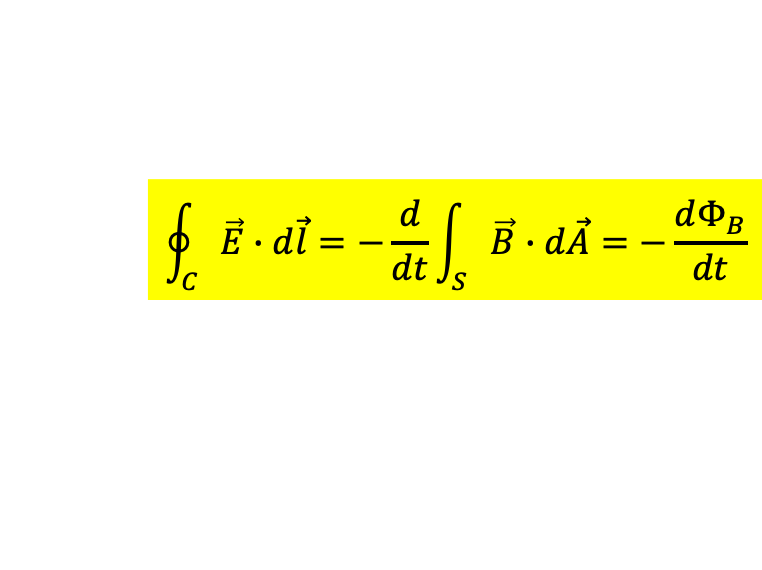 ∮_C E⃗ · dl⃗ = − d/dt ∫_S B⃗ · dA⃗ = − dΦ_B/dt